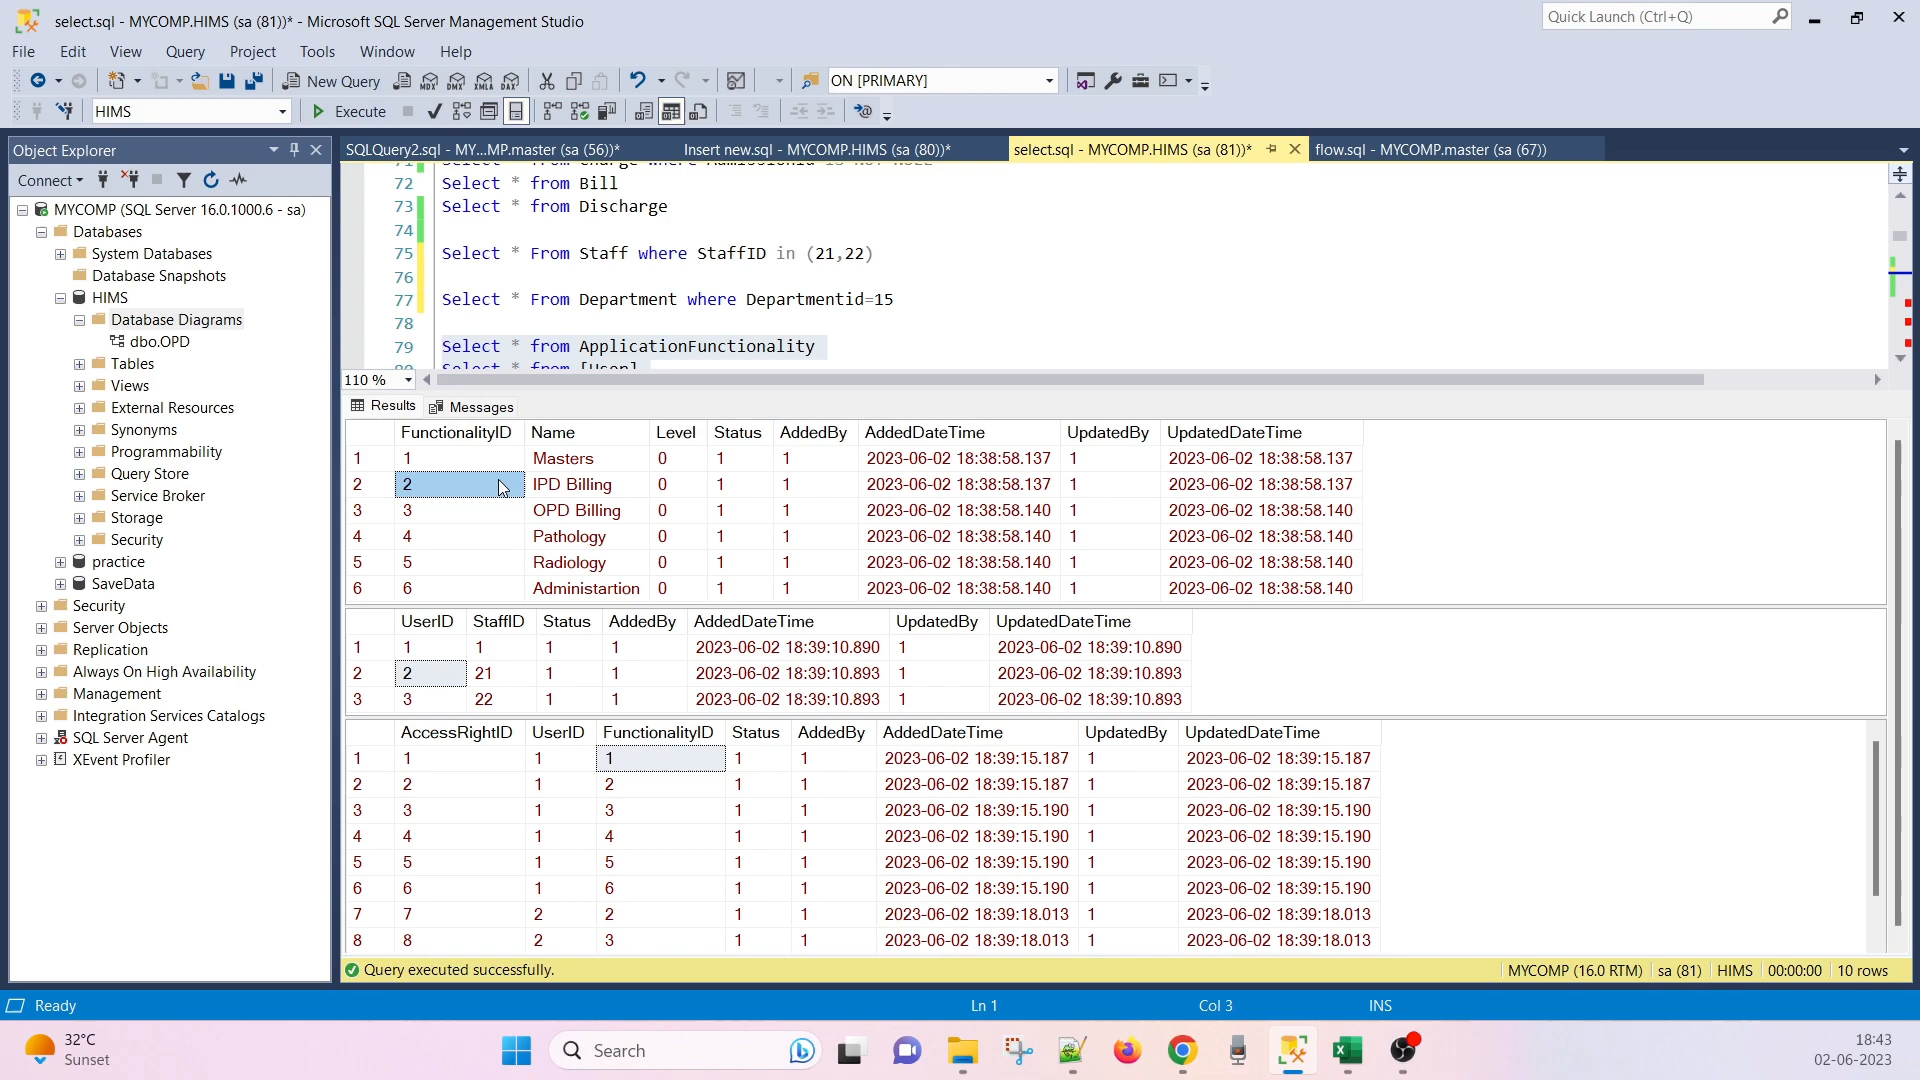 select.sql - MYCOMP.HIMS (sa (81))* - Microsoft SQL Server Management Studio
Quick Launch (Ctrl+Q)
File Edit View Query Project Tools Window Help
New Query MDX DMX XMLA DAX ON [PRIMARY]
HIMS Execute
Object Explorer
SQLQuery2.sql - MY...MP.master (sa (56))* Insert new.sql - MYCOMP.HIMS (sa (80))* select.sql - MYCOMP.HIMS (sa (81))* flow.sql - MYCOMP.master (sa (67))
Connect
MYCOMP (SQL Server 16.0.1000.6 - sa)
Databases
System Databases
Database Snapshots
HIMS
Database Diagrams
dbo.OPD
Tables
Views
External Resources
Synonyms
Programmability
Query Store
Service Broker
Storage
Security
practice
SaveData
Security
Server Objects
Replication
Always On High Availability
Management
Integration Services Catalogs
SQL Server Agent
XEvent Profiler
71 Select * from Charge where AdmissionId IS NOT NULL
72 Select * from Bill
73 Select * from Discharge
74
75 Select * From Staff where StaffID in (21,22)
76
77 Select * From Department where Departmentid=15
78
79 Select * from ApplicationFunctionality
80 Select * from [User]
110 %
Results Messages
FunctionalityID Name Level Status AddedBy AddedDateTime UpdatedBy UpdatedDateTime
1 1 Masters 0 1 1 2023-06-02 18:38:58.137 1 2023-06-02 18:38:58.137
2 2 IPD Billing 0 1 1 2023-06-02 18:38:58.137 1 2023-06-02 18:38:58.137
3 3 OPD Billing 0 1 1 2023-06-02 18:38:58.140 1 2023-06-02 18:38:58.140
4 4 Pathology 0 1 1 2023-06-02 18:38:58.140 1 2023-06-02 18:38:58.140
5 5 Radiology 0 1 1 2023-06-02 18:38:58.140 1 2023-06-02 18:38:58.140
6 6 Administartion 0 1 1 2023-06-02 18:38:58.140 1 2023-06-02 18:38:58.140
UserID StaffID Status AddedBy AddedDateTime UpdatedBy UpdatedDateTime
1 1 1 1 1 2023-06-02 18:39:10.890 1 2023-06-02 18:39:10.890
2 2 21 1 1 2023-06-02 18:39:10.893 1 2023-06-02 18:39:10.893
3 3 22 1 1 2023-06-02 18:39:10.893 1 2023-06-02 18:39:10.893
AccessRightID UserID FunctionalityID Status AddedBy AddedDateTime UpdatedBy UpdatedDateTime
1 1 1 1 1 1 2023-06-02 18:39:15.187 1 2023-06-02 18:39:15.187
2 2 1 2 1 1 2023-06-02 18:39:15.187 1 2023-06-02 18:39:15.187
3 3 1 3 1 1 2023-06-02 18:39:15.190 1 2023-06-02 18:39:15.190
4 4 1 4 1 1 2023-06-02 18:39:15.190 1 2023-06-02 18:39:15.190
5 5 1 5 1 1 2023-06-02 18:39:15.190 1 2023-06-02 18:39:15.190
6 6 1 6 1 1 2023-06-02 18:39:15.190 1 2023-06-02 18:39:15.190
7 7 2 2 1 1 2023-06-02 18:39:18.013 1 2023-06-02 18:39:18.013
8 8 2 3 1 1 2023-06-02 18:39:18.013 1 2023-06-02 18:39:18.013
Query executed successfully. MYCOMP (16.0 RTM) sa (81) HIMS 00:00:00 10 rows
Ready Ln 1 Col 3 INS
32°C
Sunset
Search
18:43
02-06-2023